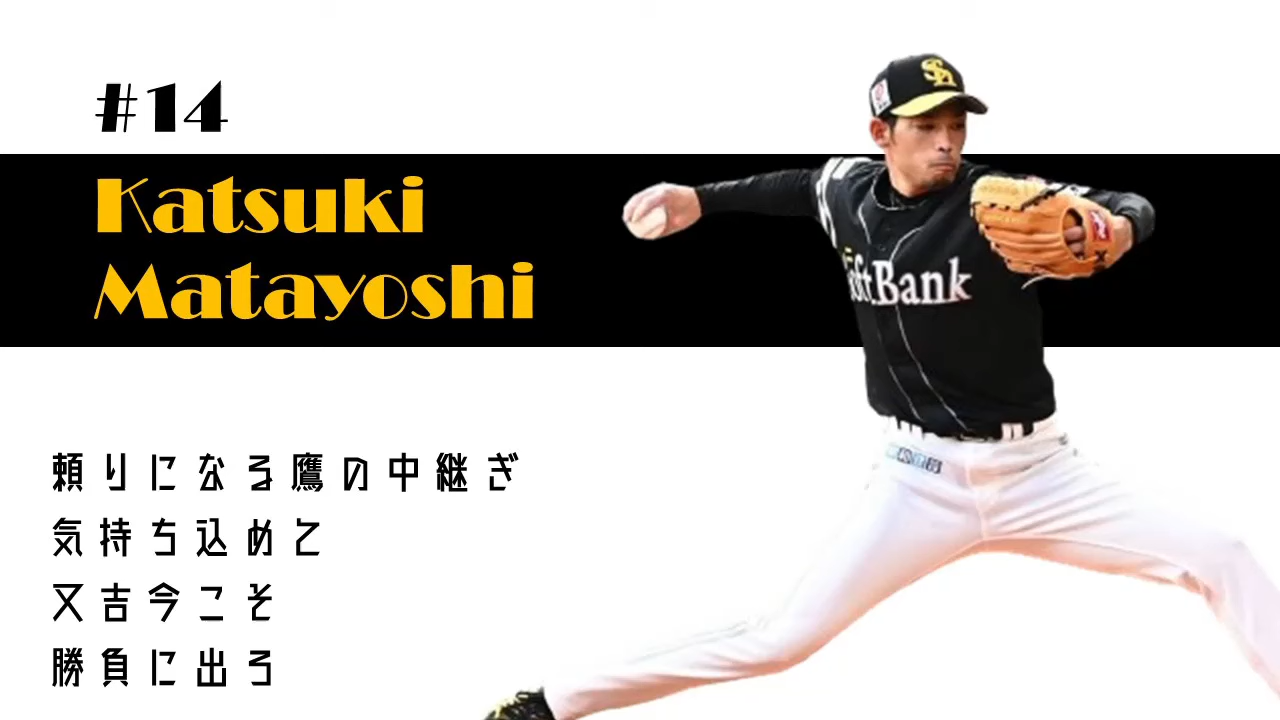 #14
Katsuki
Matayoshi
SoftBank
頼りになる鷹の中継ぎ
気持ち込めて
又吉今こそ
勝負に出ろ